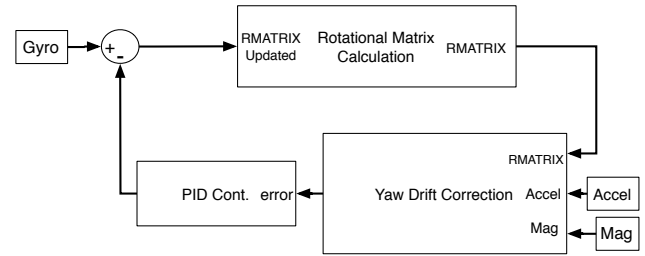 Gyro
+
-
RMATRIX
Updated
Rotational Matrix
Calculation
RMATRIX
RMATRIX
PID Cont.
error
Yaw Drift Correction
Accel
Accel
Mag
Mag